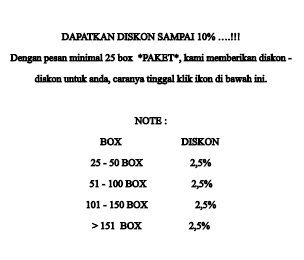 DAPATKAN DISKON SAMPAI 10% ….!!!
Dengan pesan minimal 25 box *PAKET*, kami memberikan diskon -
diskon untuk anda, caranya tinggal klik ikon di bawah ini.
NOTE :
BOX DISKON
25 - 50 BOX 2,5%
51 - 100 BOX 2,5%
101 - 150 BOX 2,5%
> 151 BOX 2,5%